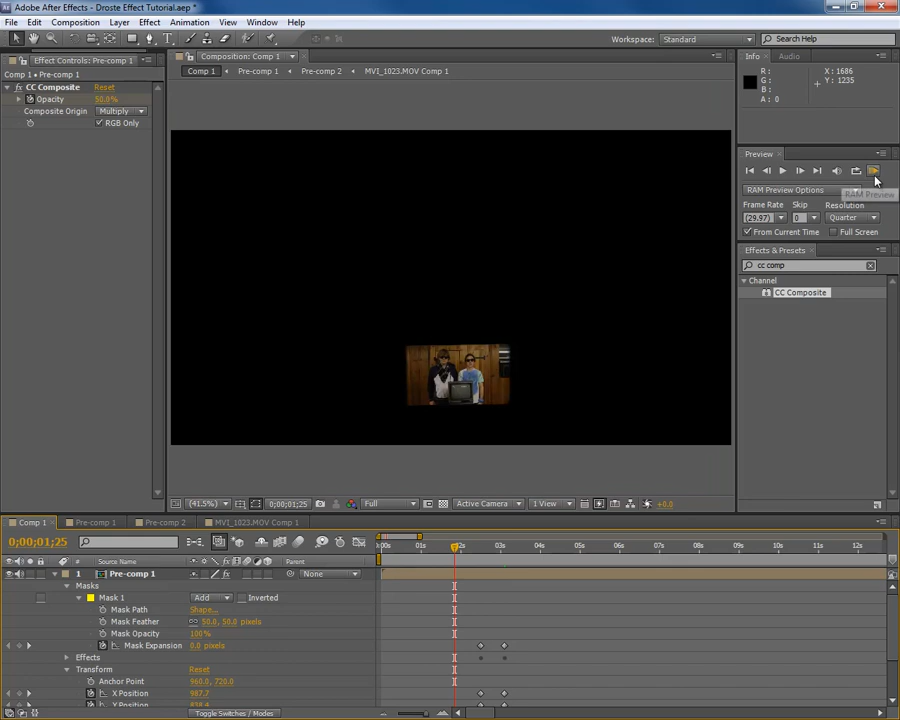 Adobe After Effects - Droste Effect Tutorial.aep *
File Edit Composition Layer Effect Animation View Window Help
Workspace: Standard Search Help
Effect Controls: Pre-comp 1
Comp 1 • Pre-comp 1
CC Composite Reset
Opacity 50.0%
Composite Origin Multiply
RGB Only
Composition: Comp 1
Comp 1 Pre-comp 1 Pre-comp 2 MVI_1023.MOV Comp 1
Info Audio
R: X: 1686
G: Y: 1235
B:
A: 0
Preview
RAM Preview Options
RAM Preview
Frame Rate Skip Resolution
(29.97) 0 Quarter
From Current Time Full Screen
Effects & Presets
cc comp
Channel
CC Composite
(41.5%) 0;00;01;25 Full Active Camera 1 View +0.0
Comp 1 Pre-comp 1 Pre-comp 2 MVI_1023.MOV Comp 1
0;00;01;25
:00s 01s 02s 03s 04s 05s 06s 07s 08s 09s 10s 11s 12s
# Source Name Parent
1 Pre-comp 1 None
Masks
Mask 1 Add Inverted
Mask Path Shape...
Mask Feather 50.0, 50.0 pixels
Mask Opacity 100%
Mask Expansion 0.0 pixels
Effects
Transform Reset
Anchor Point 960.0, 720.0
X Position 987.7
Y Position 838.4
Toggle Switches / Modes